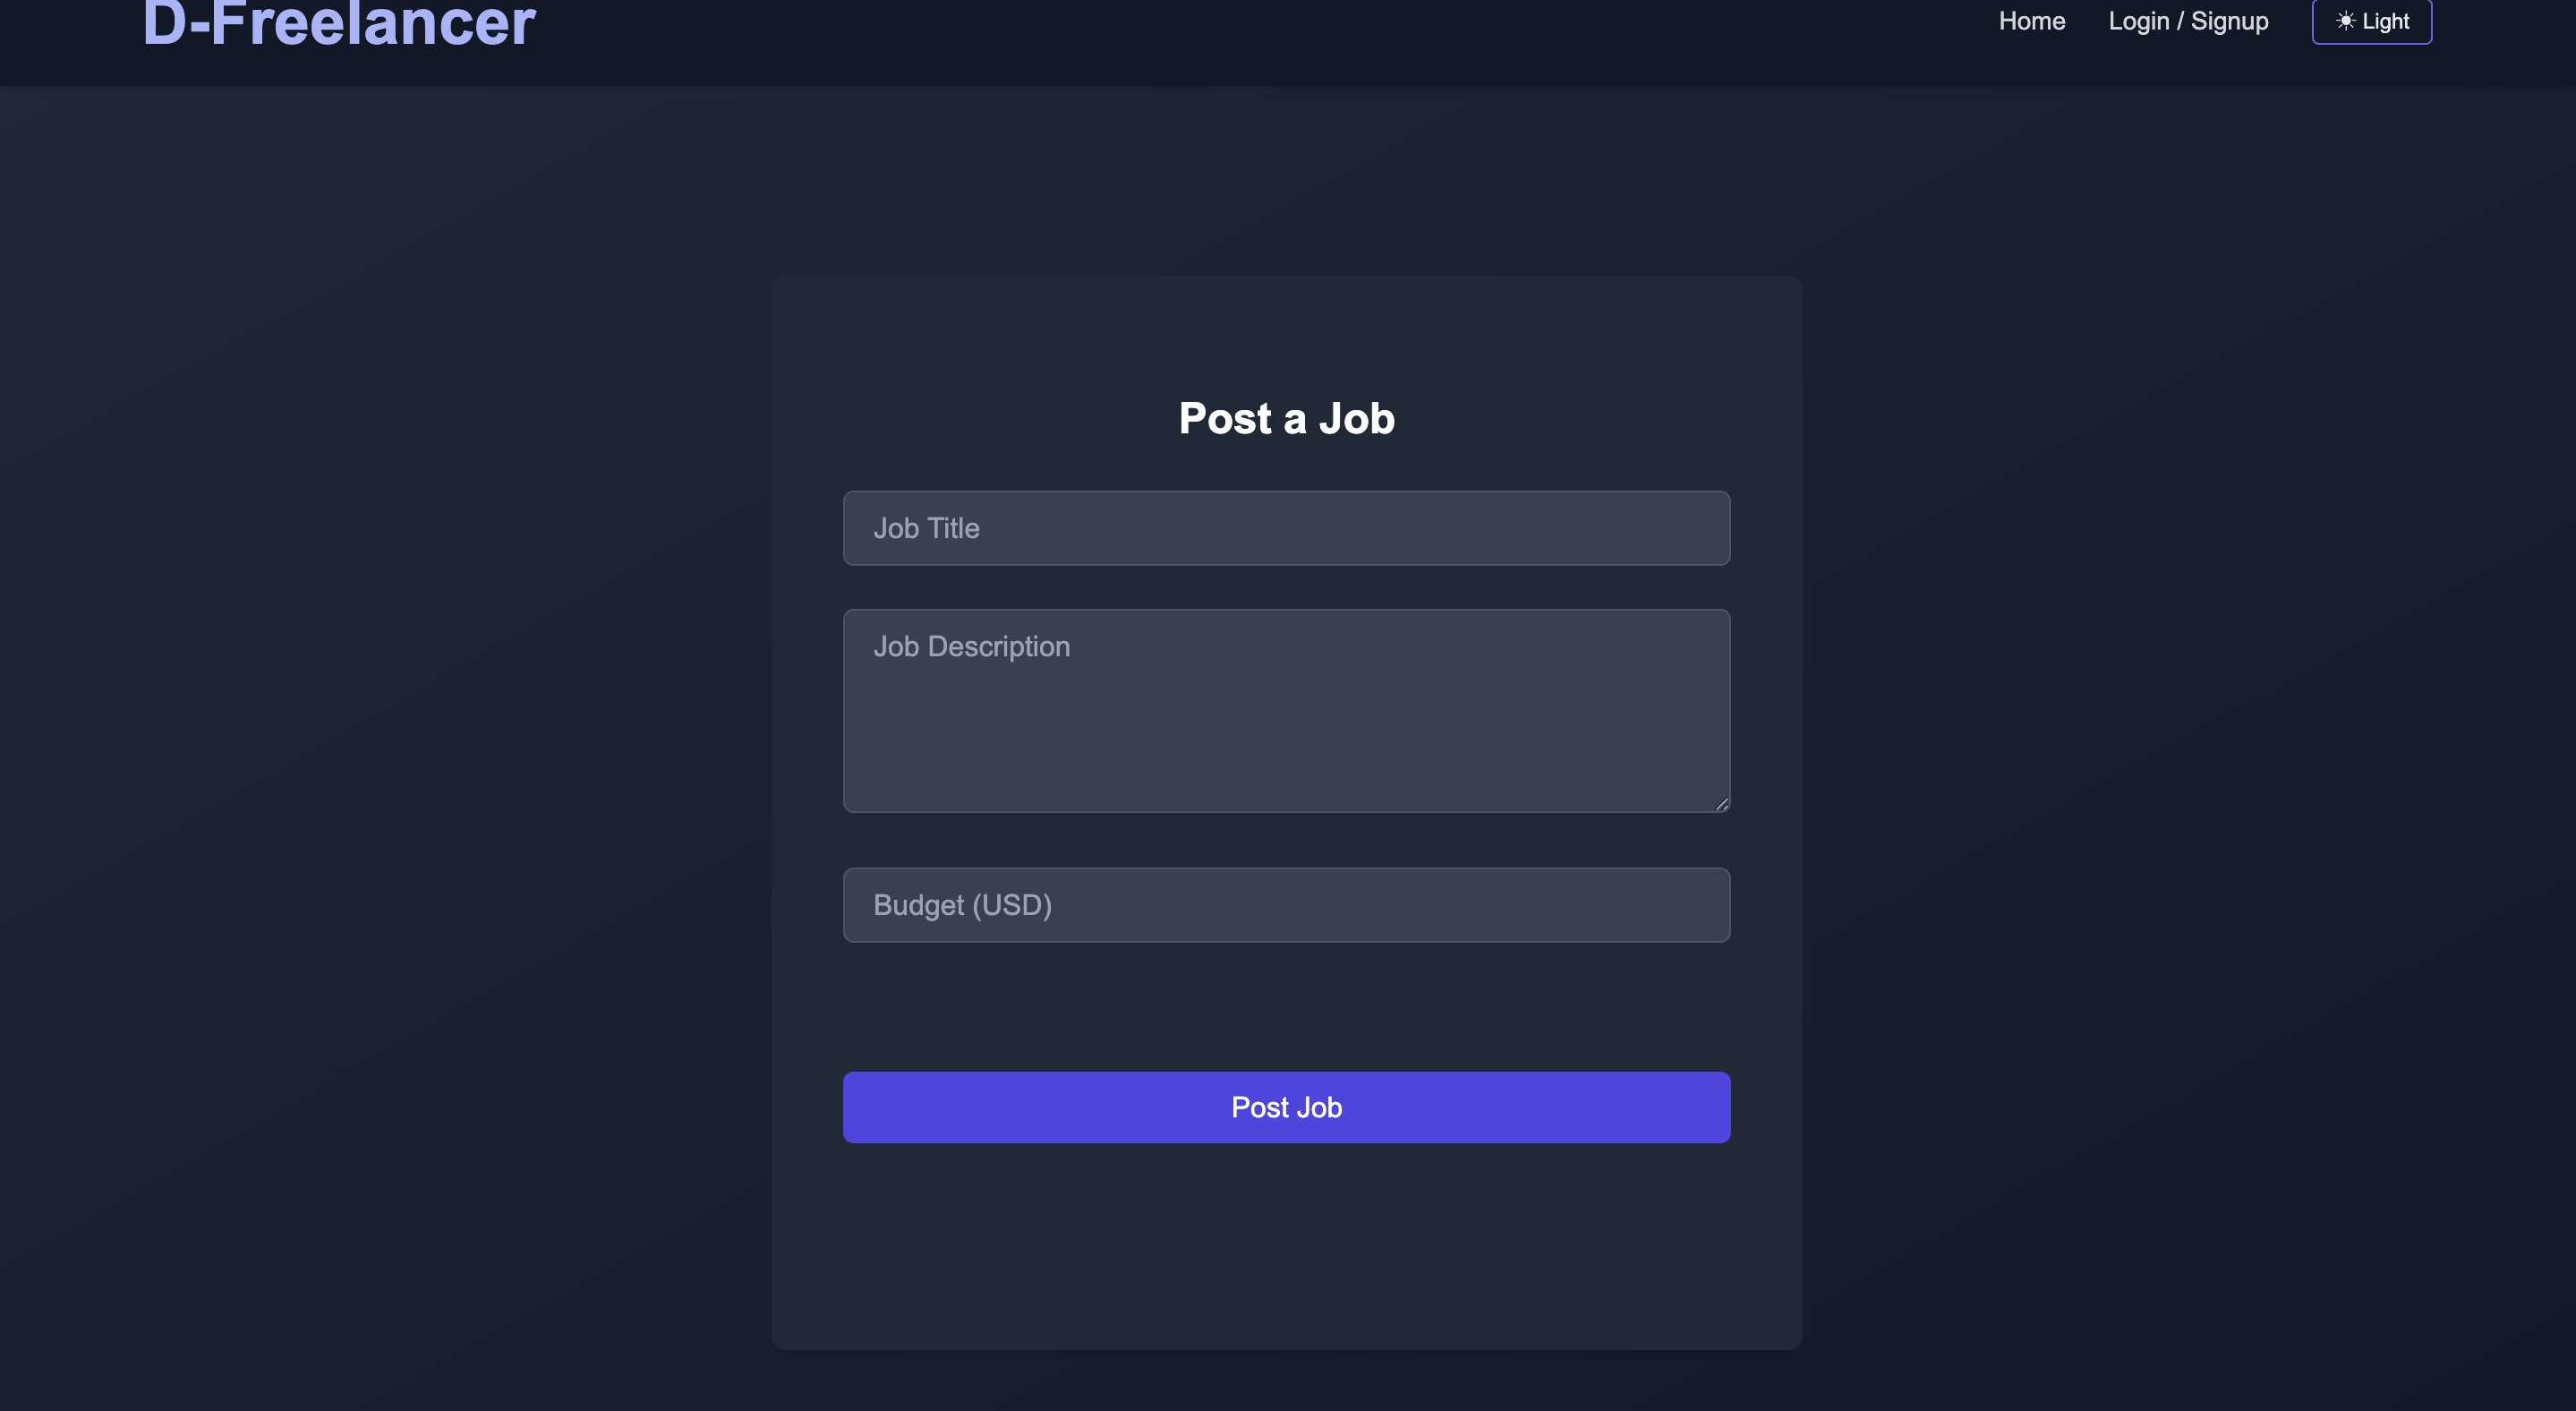 D-Freelancer
Home
Login / Signup
☀ Light
Post a Job
Job Title
Job Description
Budget (USD)
Post Job